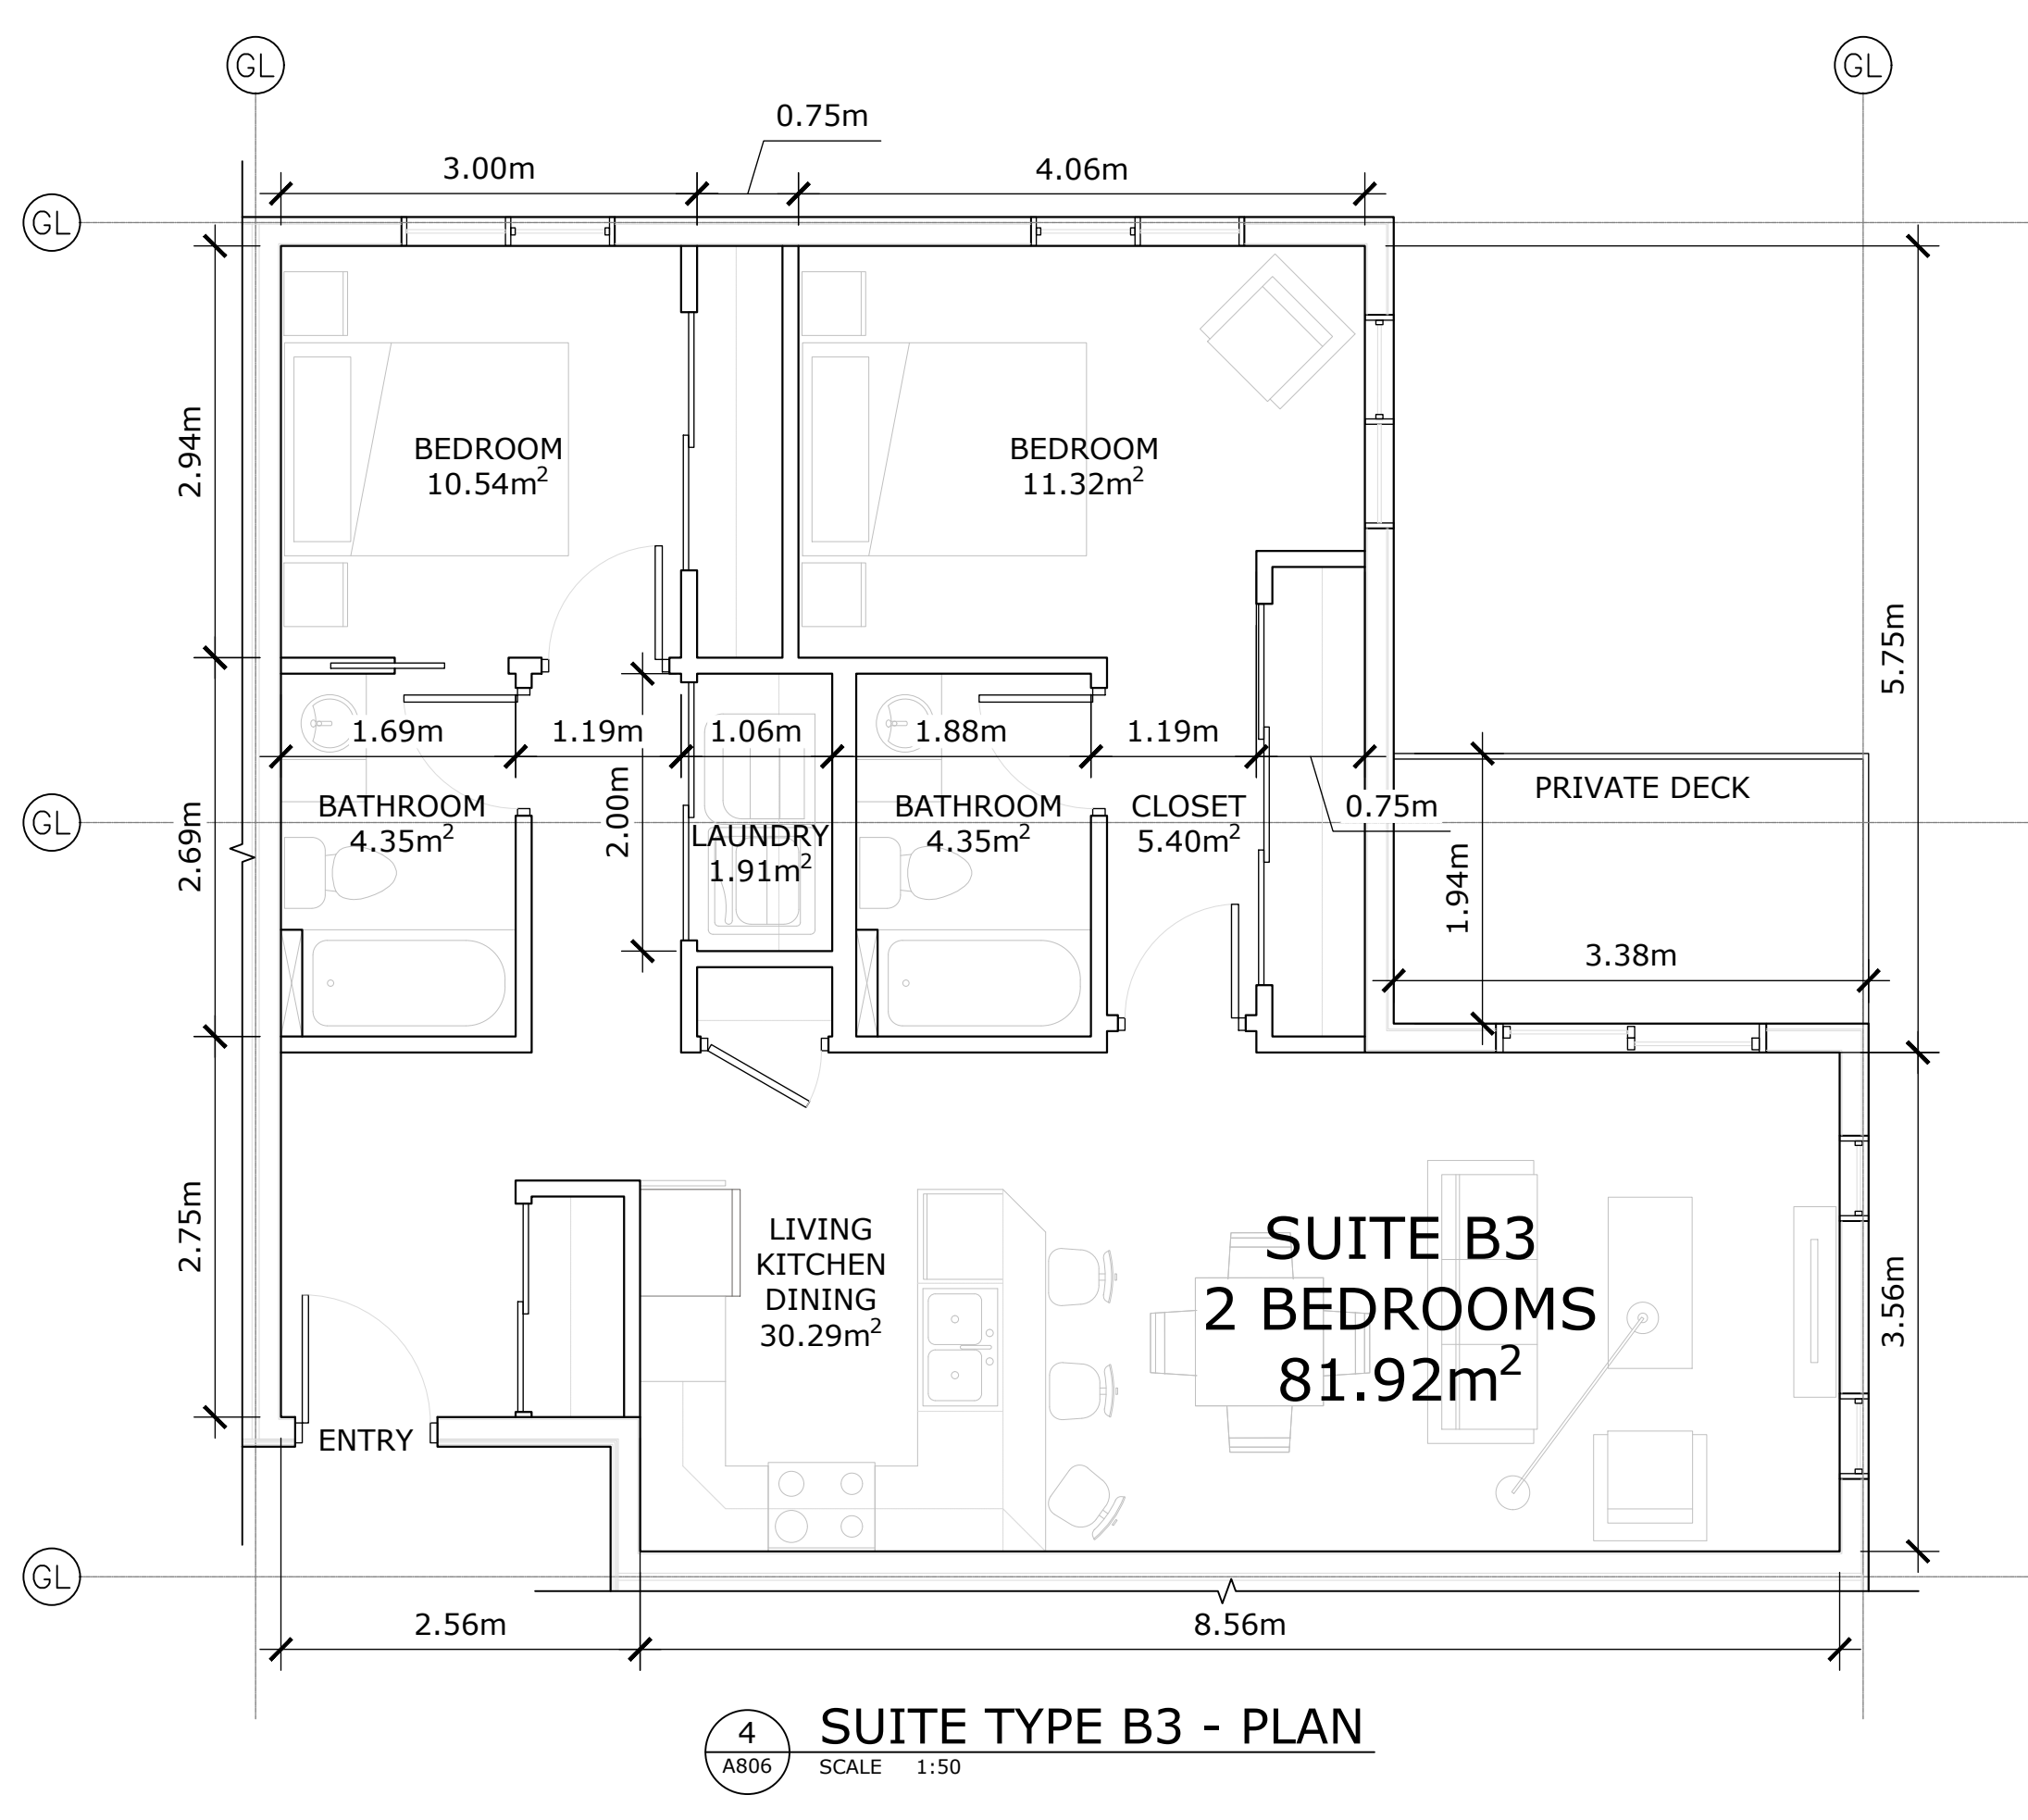 GL
GL
0.75m
3.00m
4.06m
GL
2.94m
BEDROOM
10.54m²
BEDROOM
11.32m²
5.75m
1.69m
1.19m
1.06m
1.88m
1.19m
0.75m
PRIVATE DECK
GL
2.69m
BATHROOM
4.35m²
2.00m
LAUNDRY
1.91m²
BATHROOM
4.35m²
CLOSET
5.40m²
1.94m
3.38m
2.75m
LIVING
KITCHEN
DINING
30.29m²
SUITE B3
2 BEDROOMS
81.92m²
3.56m
ENTRY
GL
2.56m
8.56m
4
A806
SUITE TYPE B3 - PLAN
SCALE 1:50